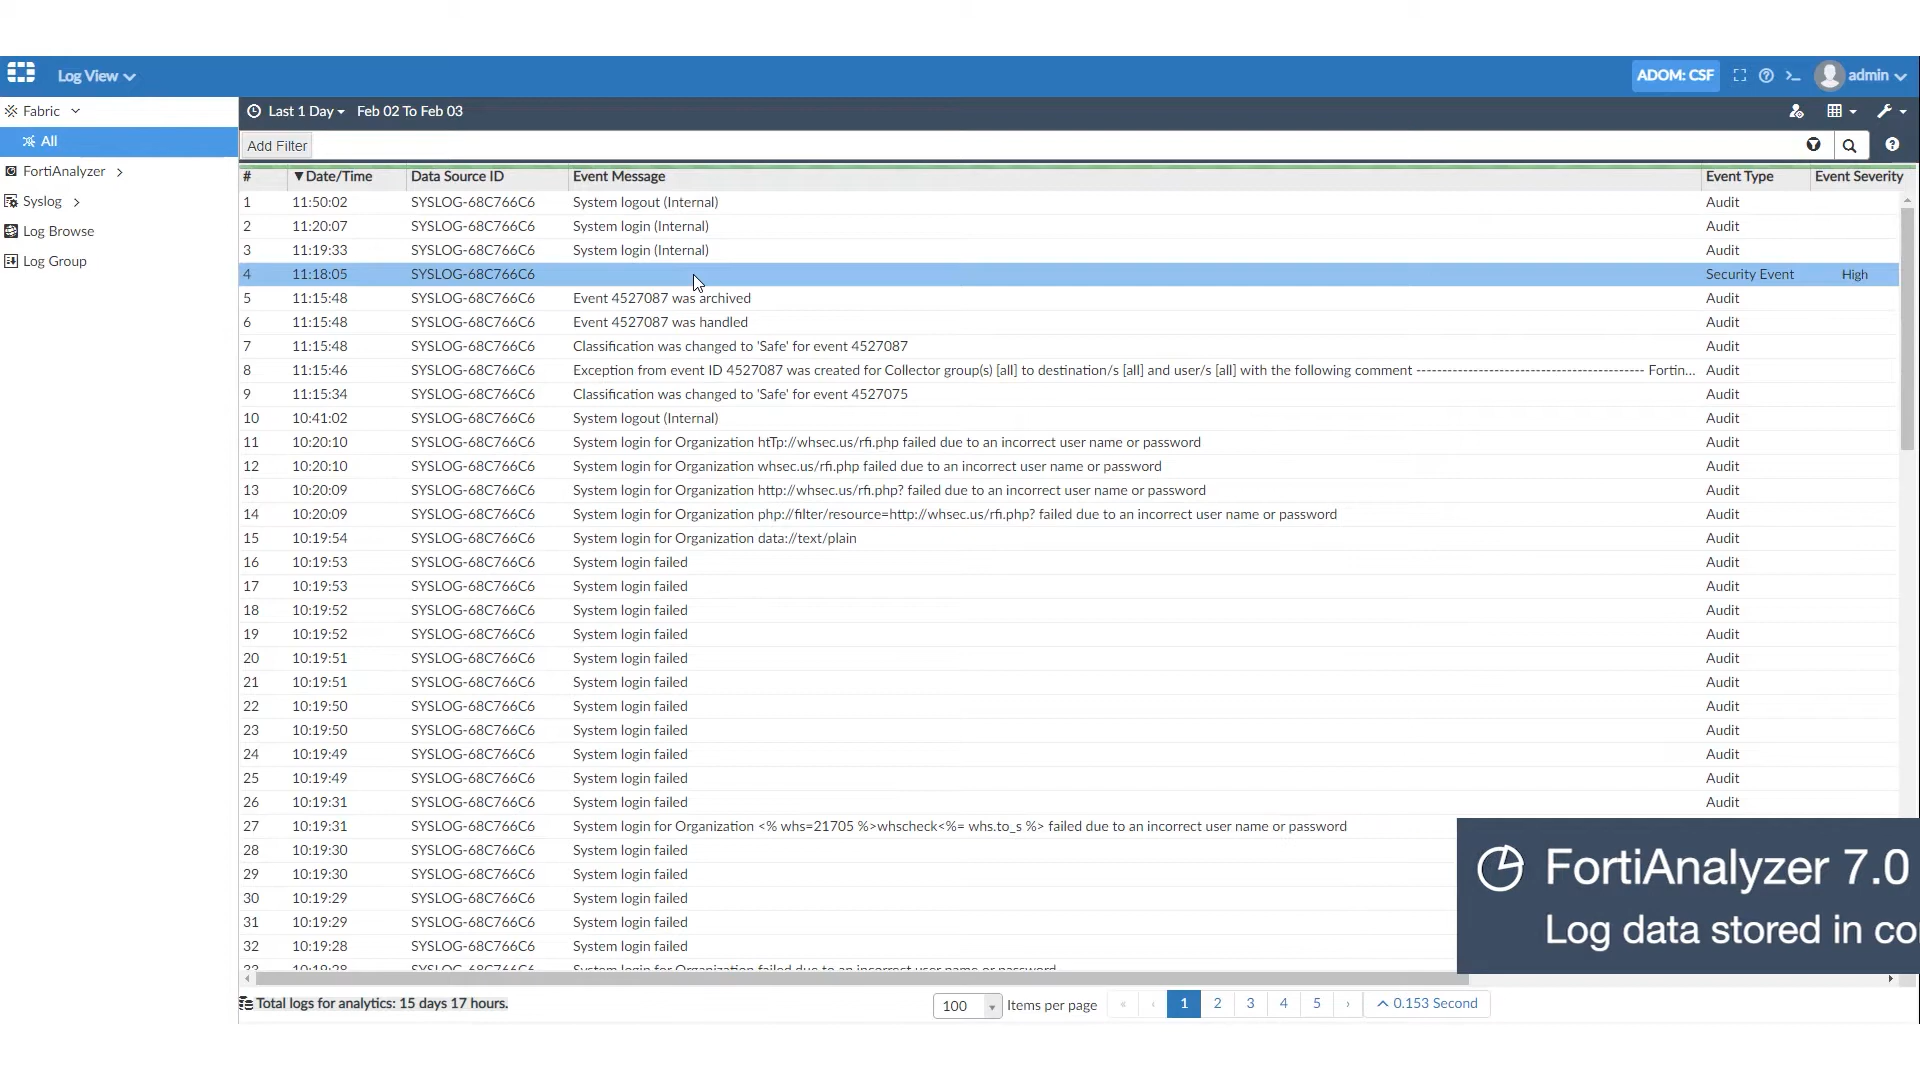 Log View
ADOM: CSF
admin
Fabric
Last 1 Day Feb 02 To Feb 03
All
Add Filter
FortiAnalyzer
Syslog
Log Browse
Log Group
# Date/Time Data Source ID Event Message Event Type Event Severity
1 11:50:02 SYSLOG-68C766C6 System logout (Internal) Audit
2 11:20:07 SYSLOG-68C766C6 System login (Internal) Audit
3 11:19:33 SYSLOG-68C766C6 System login (Internal) Audit
4 11:18:05 SYSLOG-68C766C6 Security Event High
5 11:15:48 SYSLOG-68C766C6 Event 4527087 was archived Audit
6 11:15:48 SYSLOG-68C766C6 Event 4527087 was handled Audit
7 11:15:48 SYSLOG-68C766C6 Classification was changed to 'Safe' for event 4527087 Audit
8 11:15:46 SYSLOG-68C766C6 Exception from event ID 4527087 was created for Collector group(s) [all] to destination/s [all] and user/s [all] with the following comment ------------------------------------------- Fortin... Audit
9 11:15:34 SYSLOG-68C766C6 Classification was changed to 'Safe' for event 4527075 Audit
10 10:41:02 SYSLOG-68C766C6 System logout (Internal) Audit
11 10:20:10 SYSLOG-68C766C6 System login for Organization htTp://whsec.us/rfi.php failed due to an incorrect user name or password Audit
12 10:20:10 SYSLOG-68C766C6 System login for Organization whsec.us/rfi.php failed due to an incorrect user name or password Audit
13 10:20:09 SYSLOG-68C766C6 System login for Organization http://whsec.us/rfi.php? failed due to an incorrect user name or password Audit
14 10:20:09 SYSLOG-68C766C6 System login for Organization php://filter/resource=http://whsec.us/rfi.php? failed due to an incorrect user name or password Audit
15 10:19:54 SYSLOG-68C766C6 System login for Organization data://text/plain Audit
16 10:19:53 SYSLOG-68C766C6 System login failed Audit
17 10:19:53 SYSLOG-68C766C6 System login failed Audit
18 10:19:52 SYSLOG-68C766C6 System login failed Audit
19 10:19:52 SYSLOG-68C766C6 System login failed Audit
20 10:19:51 SYSLOG-68C766C6 System login failed Audit
21 10:19:51 SYSLOG-68C766C6 System login failed Audit
22 10:19:50 SYSLOG-68C766C6 System login failed Audit
23 10:19:50 SYSLOG-68C766C6 System login failed Audit
24 10:19:49 SYSLOG-68C766C6 System login failed Audit
25 10:19:49 SYSLOG-68C766C6 System login failed Audit
26 10:19:31 SYSLOG-68C766C6 System login failed Audit
27 10:19:31 SYSLOG-68C766C6 System login for Organization <% whs=21705 %>whscheck<%= whs.to_s %> failed due to an incorrect user name or password
28 10:19:30 SYSLOG-68C766C6 System login failed
29 10:19:30 SYSLOG-68C766C6 System login failed
30 10:19:29 SYSLOG-68C766C6 System login failed
31 10:19:29 SYSLOG-68C766C6 System login failed
32 10:19:28 SYSLOG-68C766C6 System login failed
33 10:19:28 SYSLOG-68C766C6 System login for Organization failed due to an incorrect user name or password
FortiAnalyzer 7.0
Log data stored in co
Total logs for analytics: 15 days 17 hours.
100 Items per page « ‹ 1 2 3 4 5 › 0.153 Second